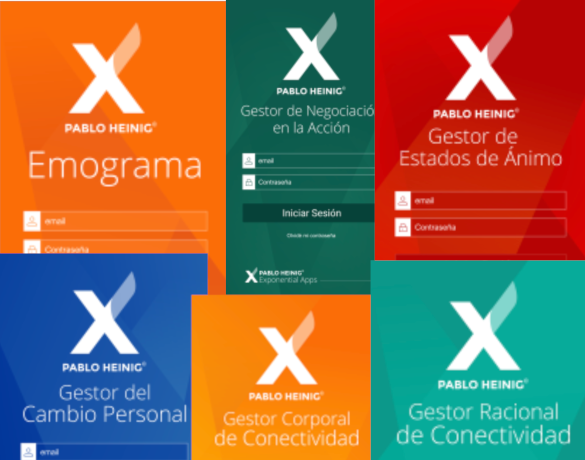 PABLO HEINIG®
Emograma
email
Contraseña
PABLO HEINIG®
Gestor de Negociació
en la Acción
email
Contraseña
Iniciar Sesión
Olvidé mi contraseña
PABLO HEINIG®
Exponential Apps
PABLO HEINIG®
Gestor de
Estados de Ánimo
email
Contraseña
PABLO HEINIG®
Gestor del
Cambio Personal
email
PABLO HEINIG®
Gestor Corporal
de Conectividad
PABLO HEINIG®
Gestor Racional
de Conectividad